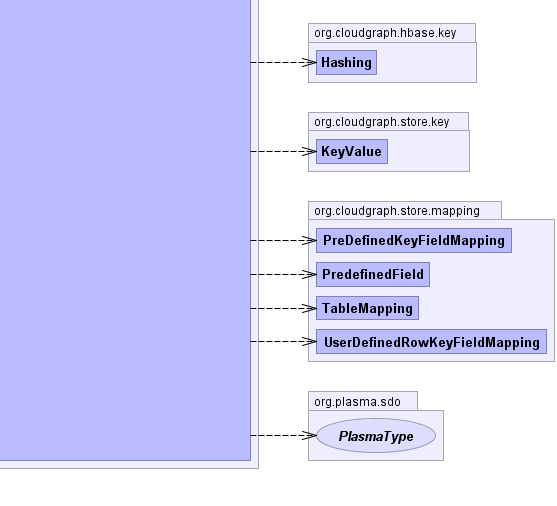 org.cloudgraph.hbase.key
Hashing
org.cloudgraph.store.key
KeyValue
org.cloudgraph.store.mapping
PreDefinedKeyFieldMapping
PredefinedField
TableMapping
UserDefinedRowKeyFieldMapping
org.plasma.sdo
PlasmaType